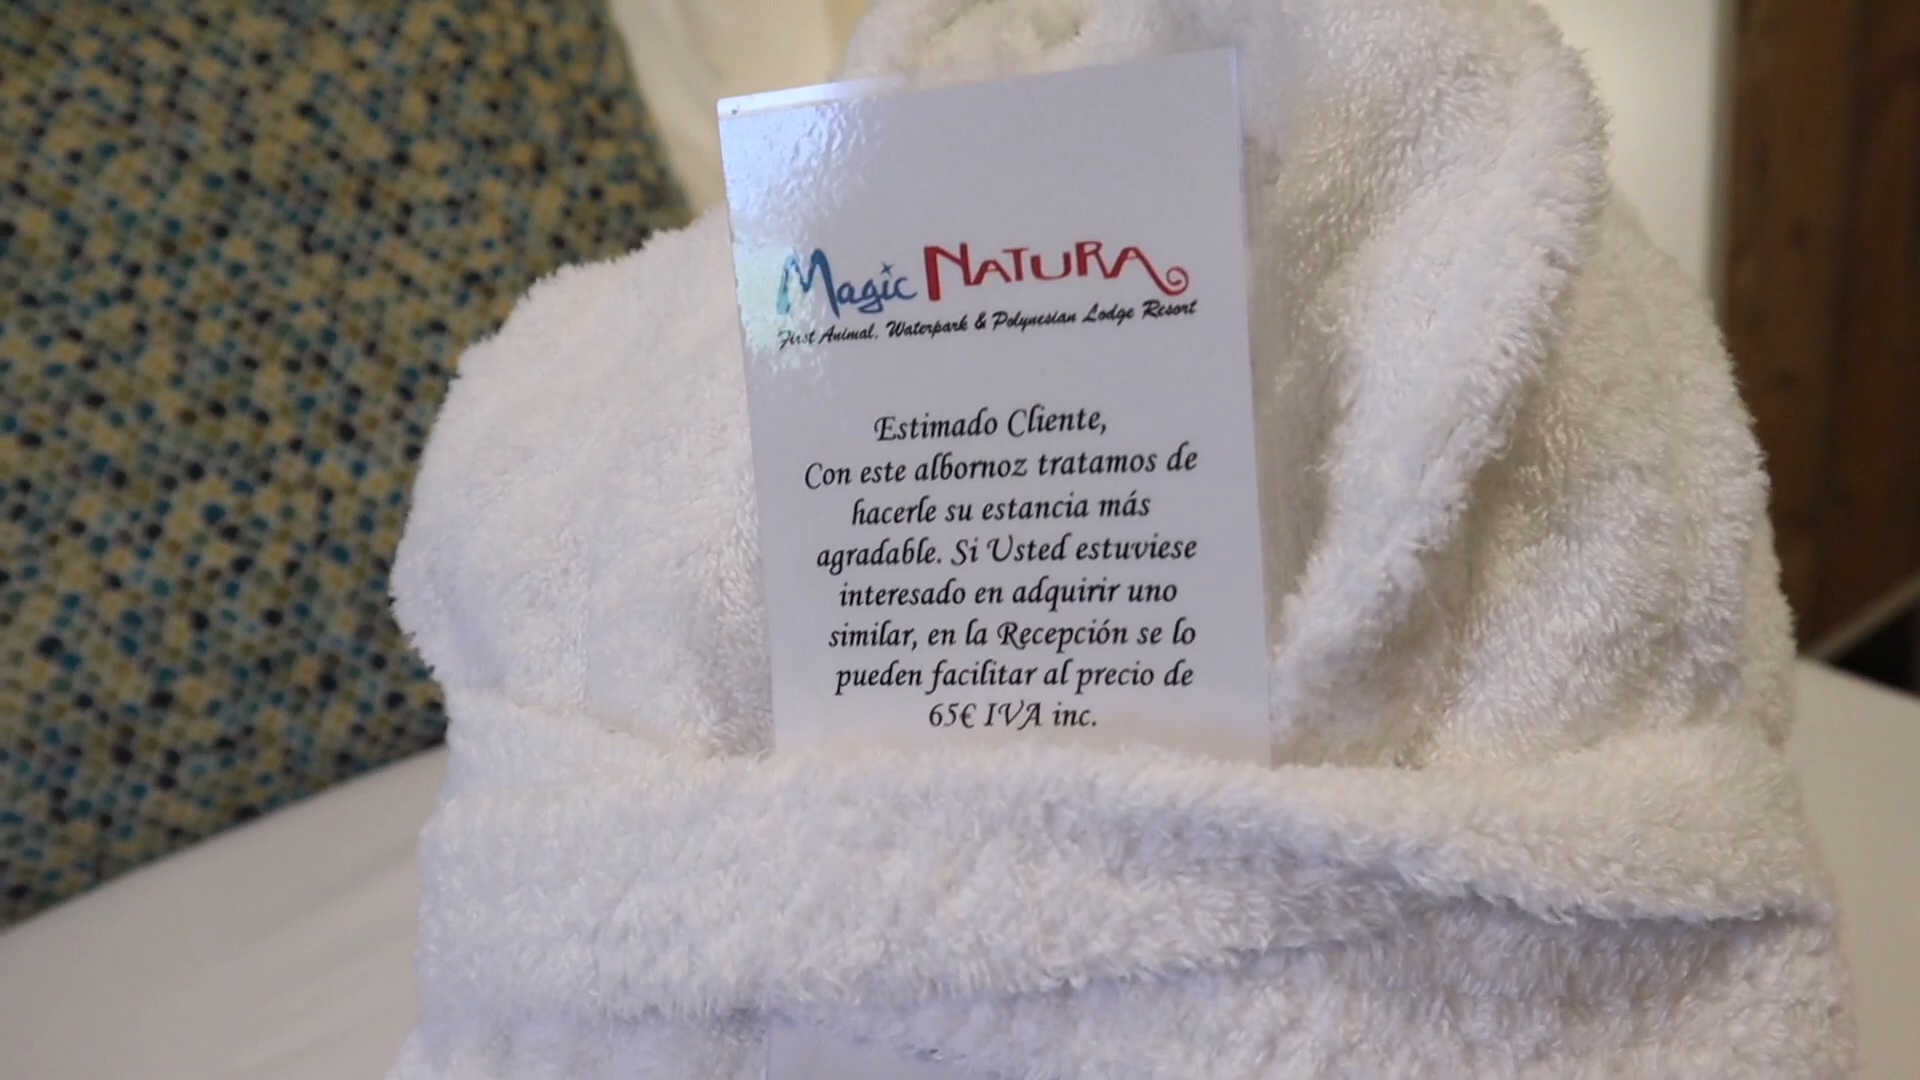 Magic NATURA
First Animal, Waterpark & Polynesian Lodge Resort
Estimado Cliente,
Con este albornoz tratamos de
hacerle su estancia más
agradable. Si Usted estuviese
interesado en adquirir uno
similar, en la Recepción se lo
pueden facilitar al precio de
65€ IVA inc.